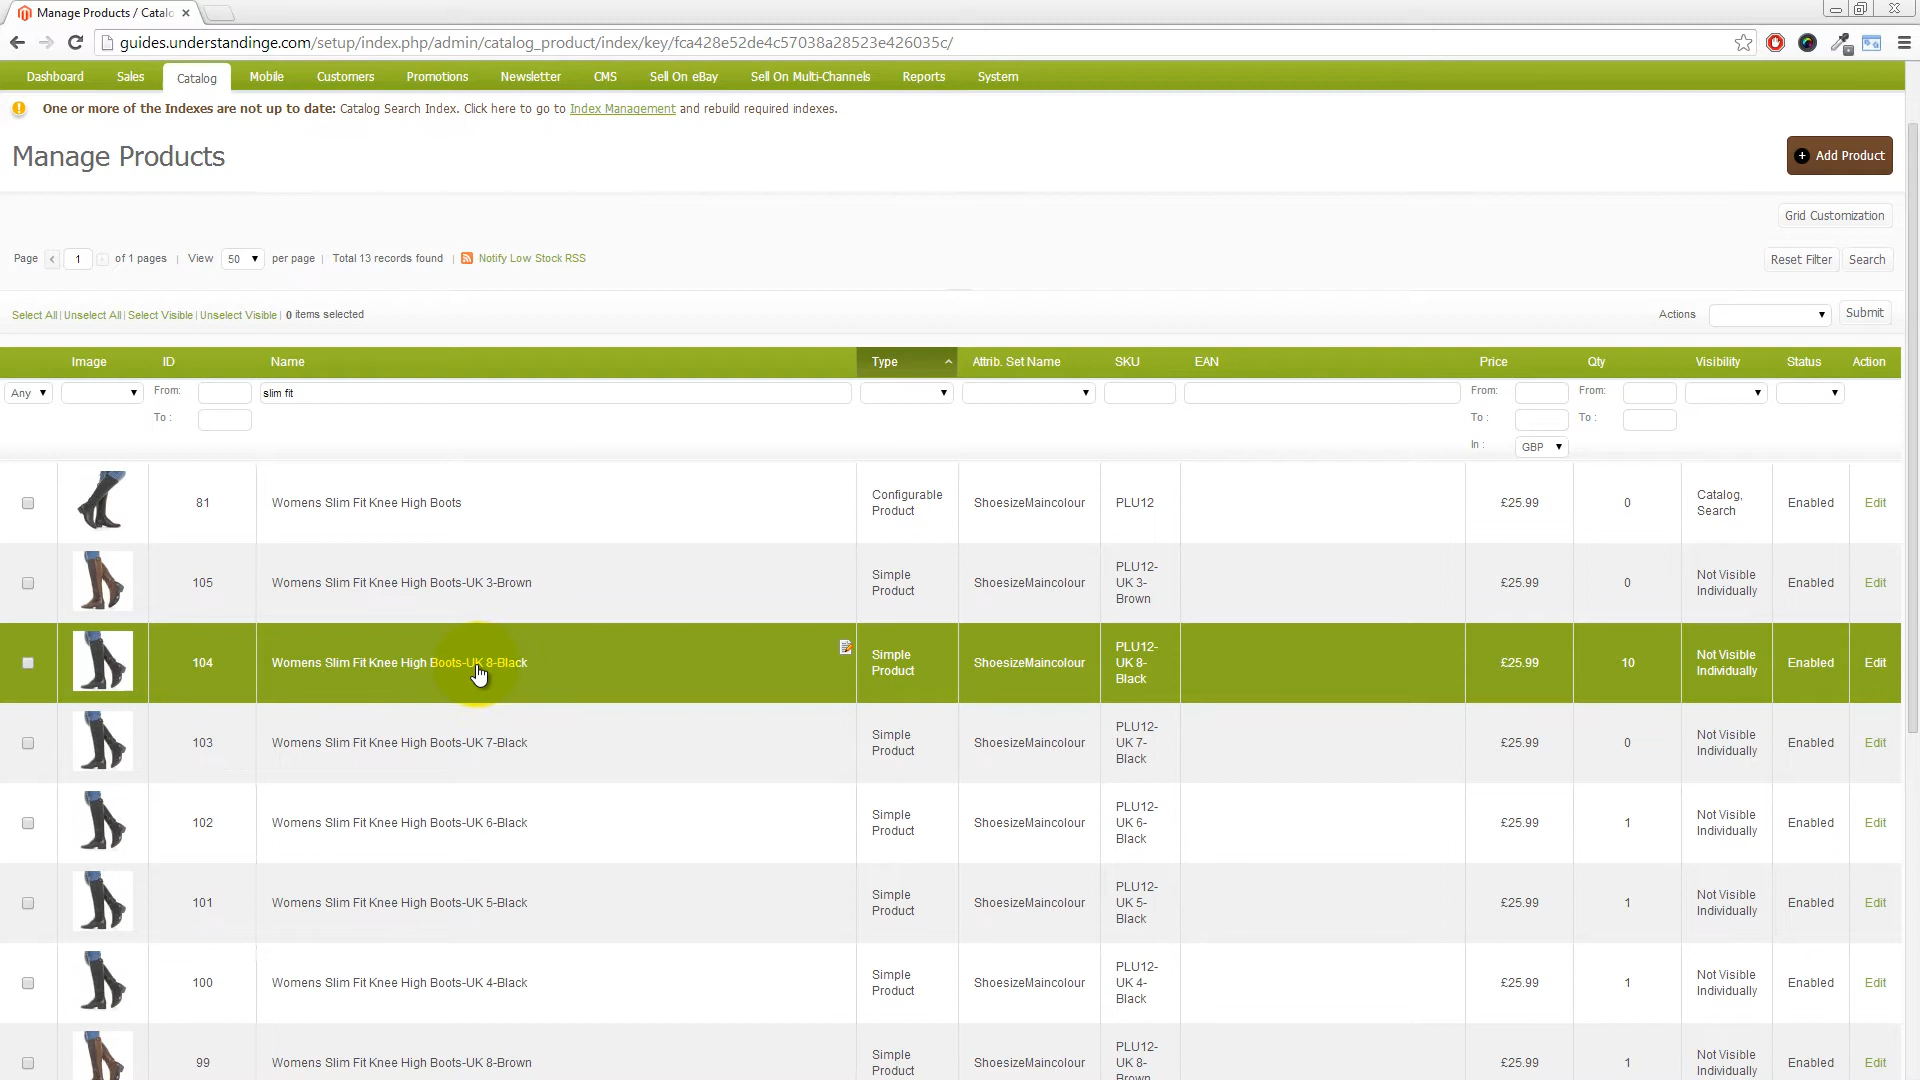 Manage Products / Catalo
guides.understandinge.com/setup/index.php/admin/catalog_product/index/key/fca428e52de4c57038a28523e426035c/
Dashboard Sales Catalog Mobile Customers Promotions Newsletter CMS Sell On eBay Sell On Multi-Channels Reports System
One or more of the Indexes are not up to date: Catalog Search Index. Click here to go to Index Management and rebuild required indexes.
Manage Products
Add Product
Grid Customization
Page 1 of 1 pages | View 50 per page | Total 13 records found | Notify Low Stock RSS Reset Filter Search
Select All | Unselect All | Select Visible | Unselect Visible | 0 items selected Actions Submit
Image ID Name Type Attrib. Set Name SKU EAN Price Qty Visibility Status Action
Any From: slim fit From: From:
To : To : To :
In : GBP
81 Womens Slim Fit Knee High Boots Configurable Product ShoesizeMaincolour PLU12 £25.99 0 Catalog, Search Enabled Edit
105 Womens Slim Fit Knee High Boots-UK 3-Brown Simple Product ShoesizeMaincolour PLU12-UK 3-Brown £25.99 0 Not Visible Individually Enabled Edit
104 Womens Slim Fit Knee High Boots-UK 8-Black Simple Product ShoesizeMaincolour PLU12-UK 8-Black £25.99 10 Not Visible Individually Enabled Edit
103 Womens Slim Fit Knee High Boots-UK 7-Black Simple Product ShoesizeMaincolour PLU12-UK 7-Black £25.99 0 Not Visible Individually Enabled Edit
102 Womens Slim Fit Knee High Boots-UK 6-Black Simple Product ShoesizeMaincolour PLU12-UK 6-Black £25.99 1 Not Visible Individually Enabled Edit
101 Womens Slim Fit Knee High Boots-UK 5-Black Simple Product ShoesizeMaincolour PLU12-UK 5-Black £25.99 1 Not Visible Individually Enabled Edit
100 Womens Slim Fit Knee High Boots-UK 4-Black Simple Product ShoesizeMaincolour PLU12-UK 4-Black £25.99 1 Not Visible Individually Enabled Edit
99 Womens Slim Fit Knee High Boots-UK 8-Brown Simple Product ShoesizeMaincolour PLU12-UK 8-Brown £25.99 1 Not Visible Individually Enabled Edit